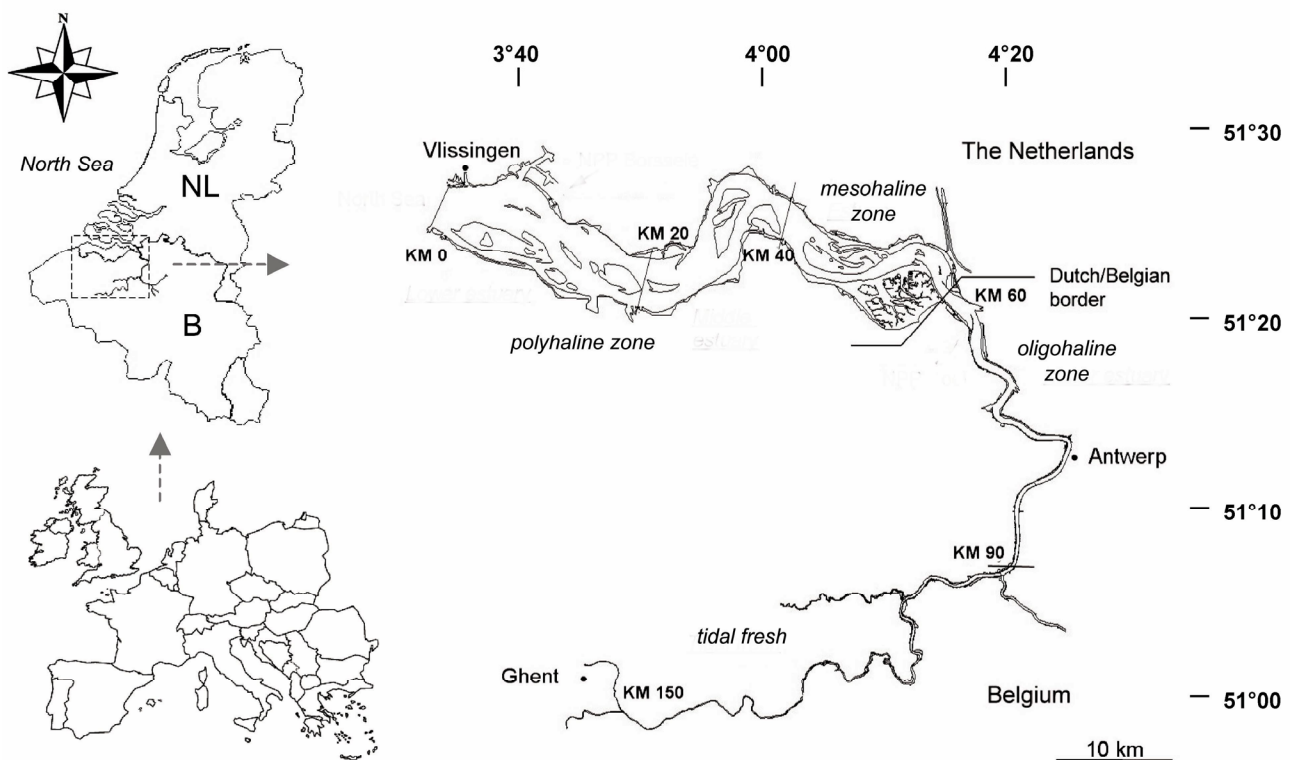 N
3°40
4°00
4°20
51°30
North Sea
Vlissingen
The Netherlands
NL
mesohaline
zone
KM 0
KM 20
KM 40
Dutch/Belgian
border
KM 60
51°20
B
polyhaline zone
oligohaline
zone
Antwerp
51°10
KM 90
tidal fresh
Ghent
KM 150
Belgium
51°00
10 km